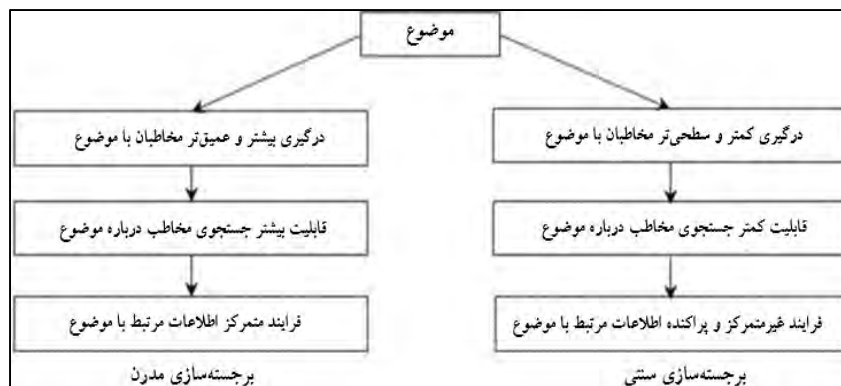 موضوع
درگیری کمتر و سطحی‌تر مخاطبان با موضوع
درگیری بیشتر و عمیق‌تر مخاطبان با موضوع
قابلیت کمتر جستجوی مخاطب درباره موضوع
قابلیت بیشتر جستجوی مخاطب درباره موضوع
فرایند غیرمتمرکز و پراکنده اطلاعات مرتبط با موضوع
فرایند متمرکز اطلاعات مرتبط با موضوع
برجسته‌سازی سنتی
برجسته‌سازی مدرن